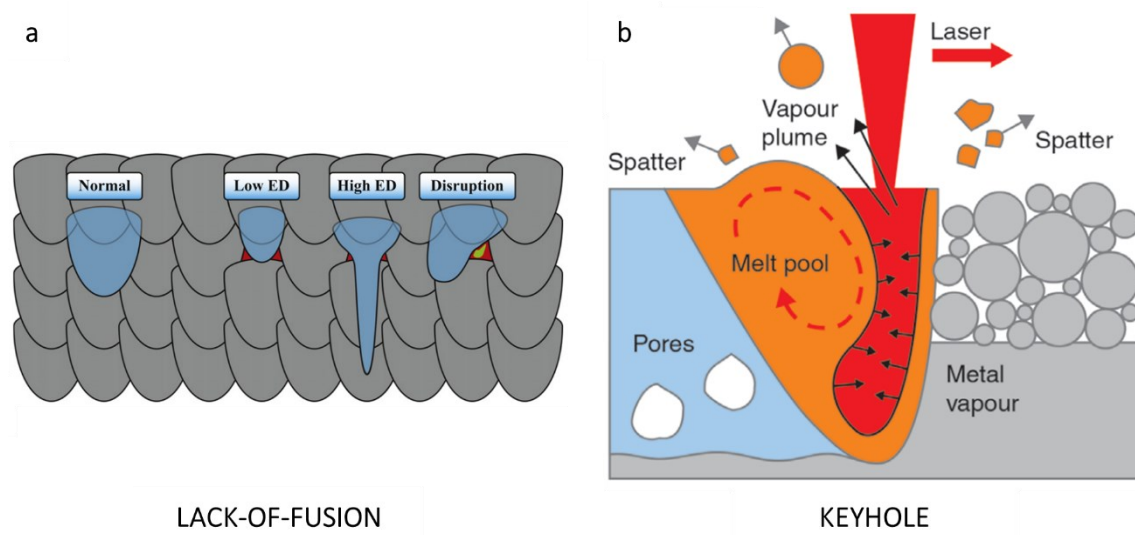 a
Normal
Low ED
High ED
Disruption
LACK-OF-FUSION
b
Laser
Vapour
plume
Spatter
Spatter
Melt pool
Pores
Metal
vapour
KEYHOLE